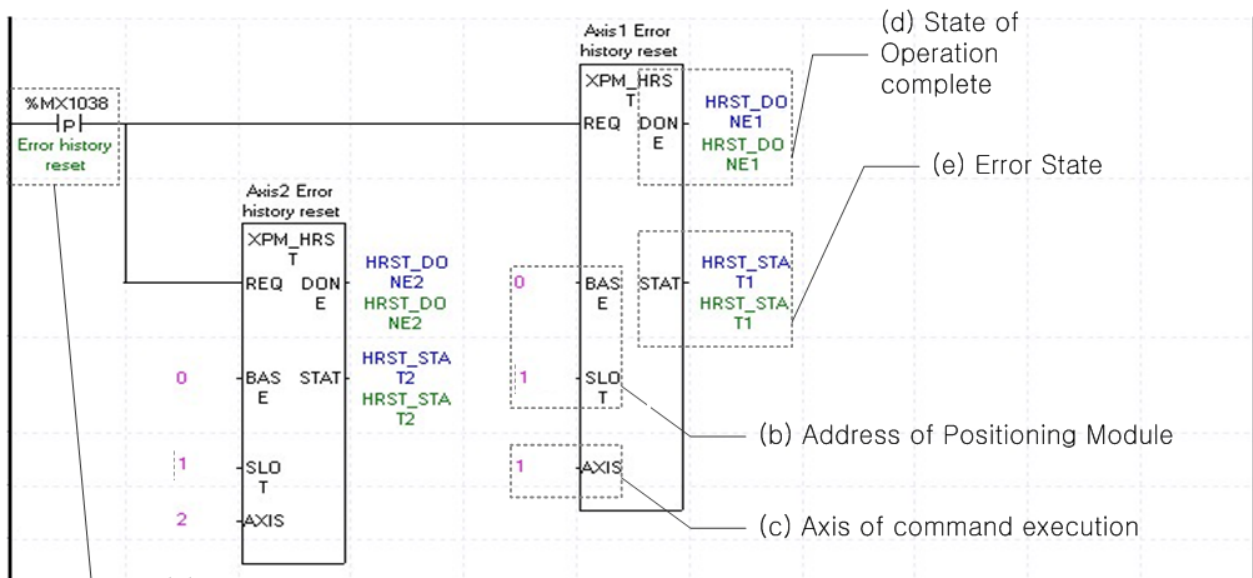 Axis1 Error
history reset
(d) State of
Operation
complete
%MX1038
P
Error history
reset
XPM_HRS
T
REQ DON
E
HRST_DO
NE1
HRST_DO
NE1
(e) Error State
Axis2 Error
history reset
XPM_HRS
T
REQ DON
E
HRST_DO
NE2
HRST_DO
NE2
0
BAS
E
STAT
HRST_STA
T1
HRST_STA
T1
0
BAS
E
STAT
HRST_STA
T2
HRST_STA
T2
1
SLO
T
(b) Address of Positioning Module
1
SLO
T
1
AXIS
2
AXIS
(c) Axis of command execution